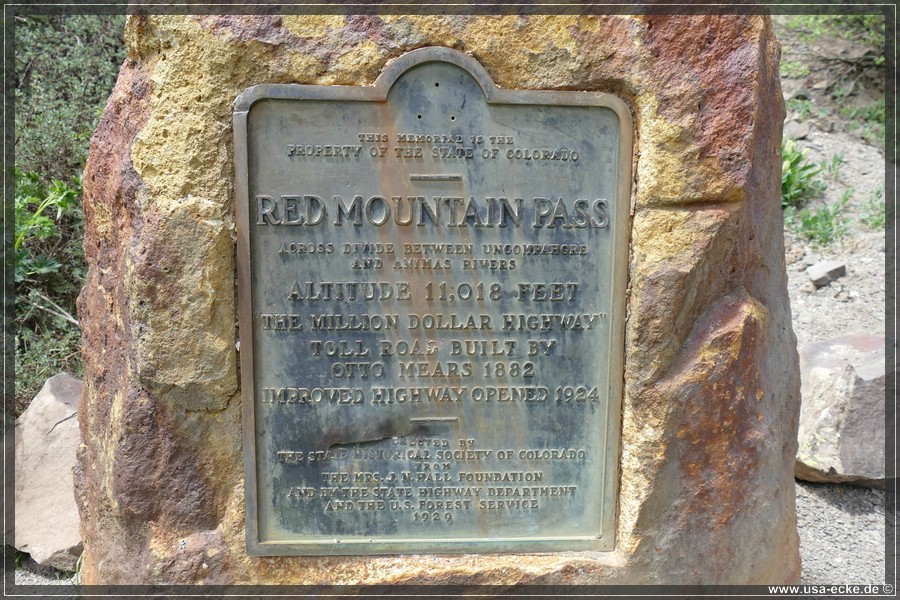 THIS MEMORIAL IS THE
PROPERTY OF THE STATE OF COLORADO
RED MOUNTAIN PASS
ACROSS DIVIDE BETWEEN UNCOMPAHGRE
AND ANIMAS RIVERS
ALTITUDE 11,018 FEET
"THE MILLION DOLLAR HIGHWAY"
TOLL ROAD BUILT BY
OTTO MEARS 1882
IMPROVED HIGHWAY OPENED 1924
ERECTED BY
THE STATE HISTORICAL SOCIETY OF COLORADO
FROM
THE MRS. J. N. HALL FOUNDATION
AND BY THE STATE HIGHWAY DEPARTMENT
AND THE U.S. FOREST SERVICE
1929
www.usa-ecke.de ©